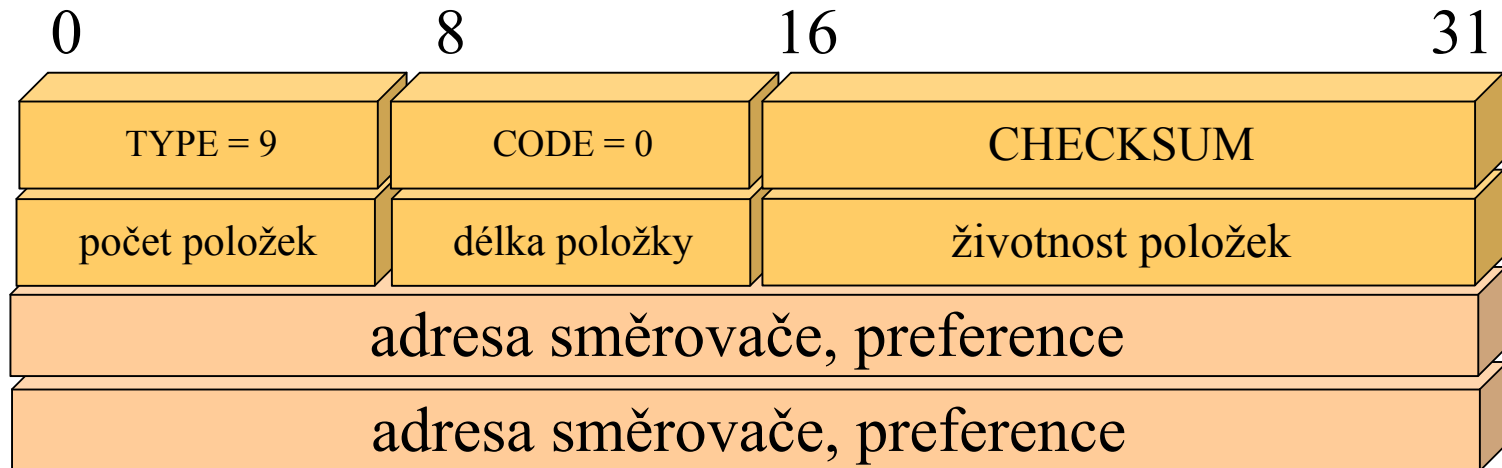 0 8 16 31
TYPE = 9 CODE = 0 CHECKSUM
počet položek délka položky životnost položek
adresa směrovače, preference
adresa směrovače, preference